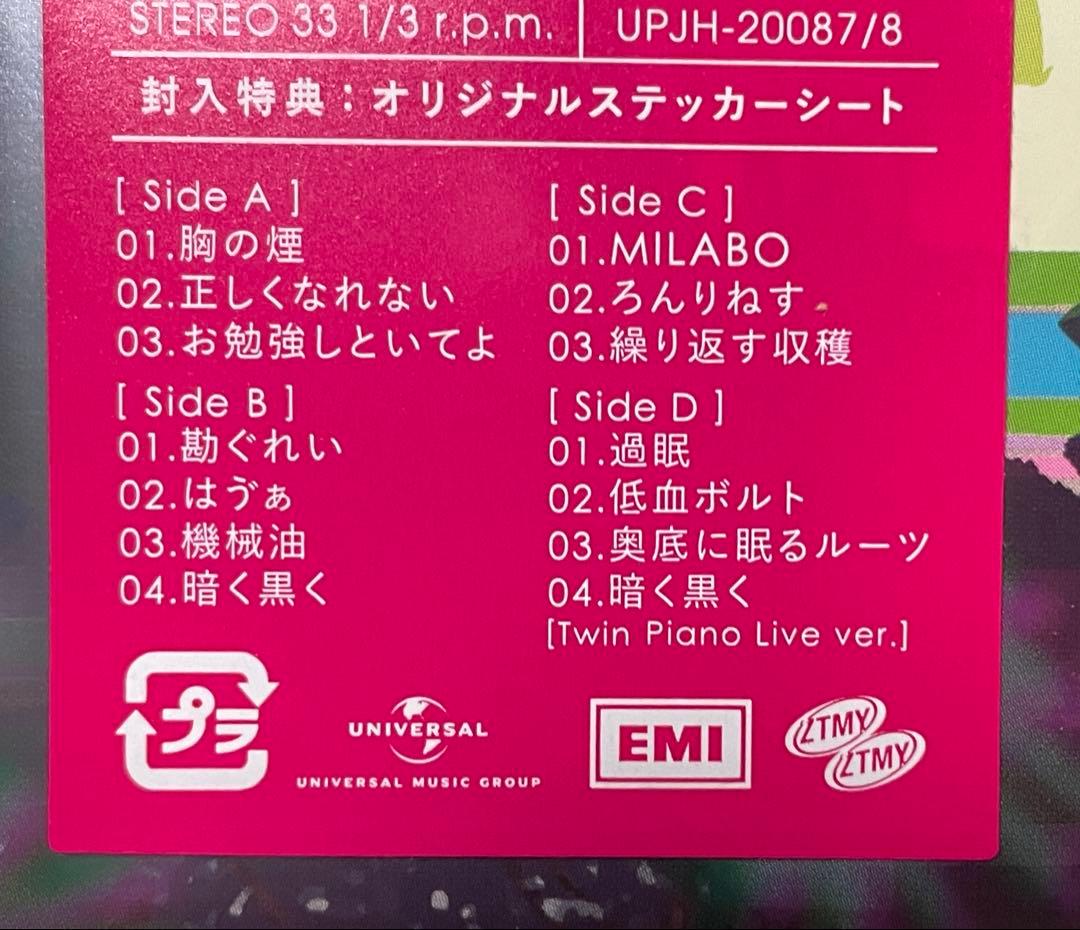 STEREO 33 1/3 r.p.m.
UPJH-20087/8
封入特典：オリジナルステッカーシート
[ Side A ]
01.胸の煙
02.正しくなれない
03.お勉強しといてよ
[ Side B ]
01.勘ぐれい
02.はゔぁ
03.機械油
04.暗く黒く
[ Side C ]
01.MILABO
02.ろんりねす
03.繰り返す収穫
[ Side D ]
01.過眠
02.低血ボルト
03.奥底に眠るルーツ
04.暗く黒く
[Twin Piano Live ver.]
プラ
UNIVERSAL
UNIVERSAL MUSIC GROUP
EMI
ZTMY
ZTMY